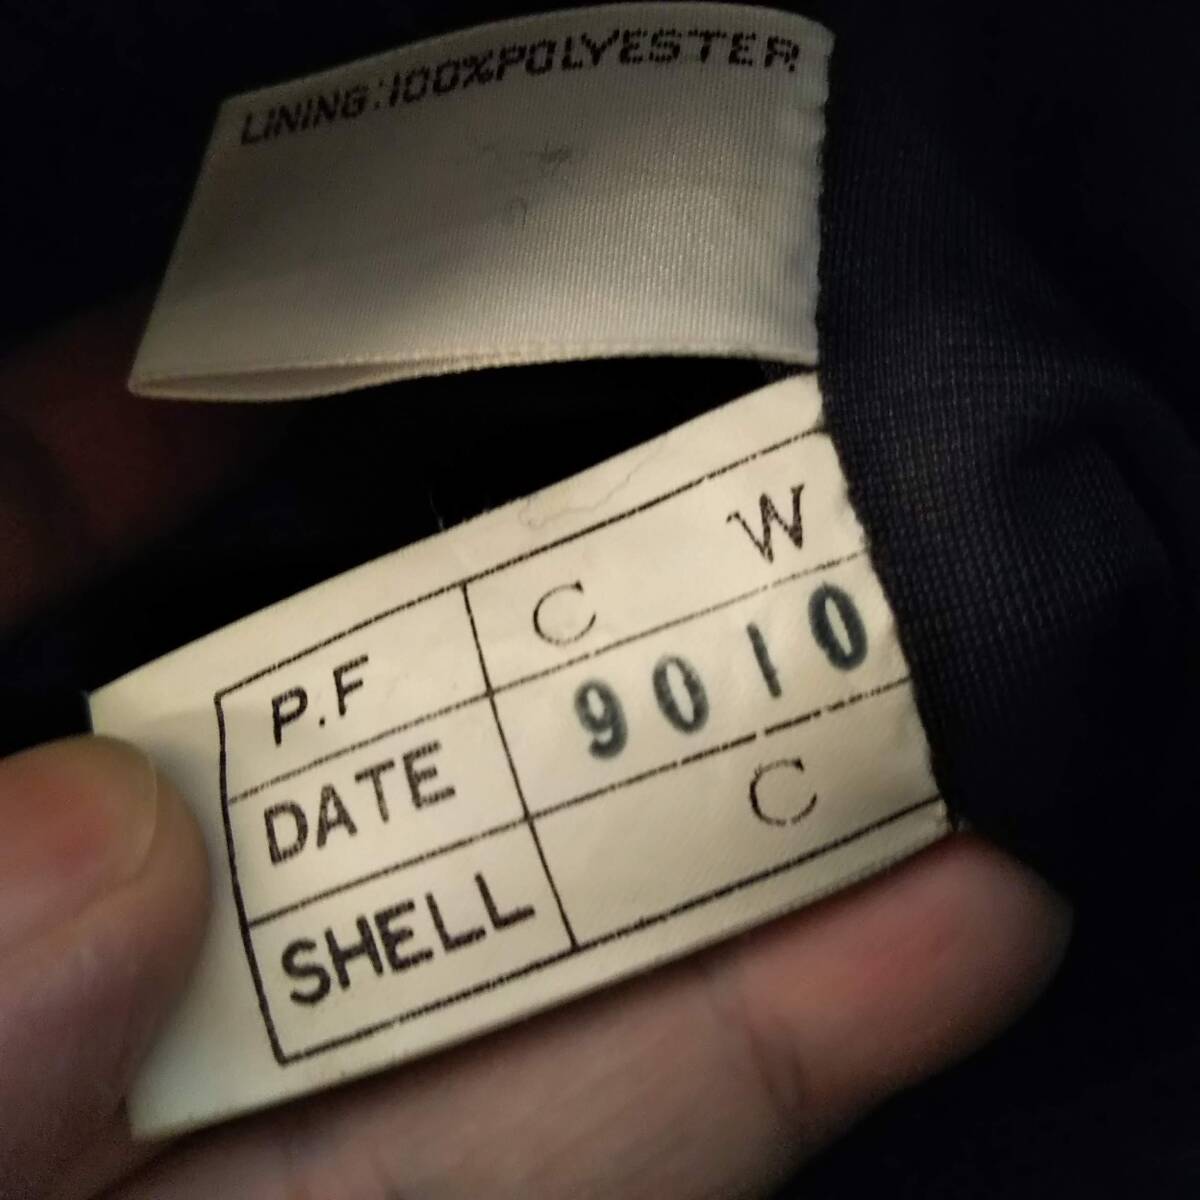 LINING:100%POLYESTER
P.F C W
DATE 9010
SHELL C